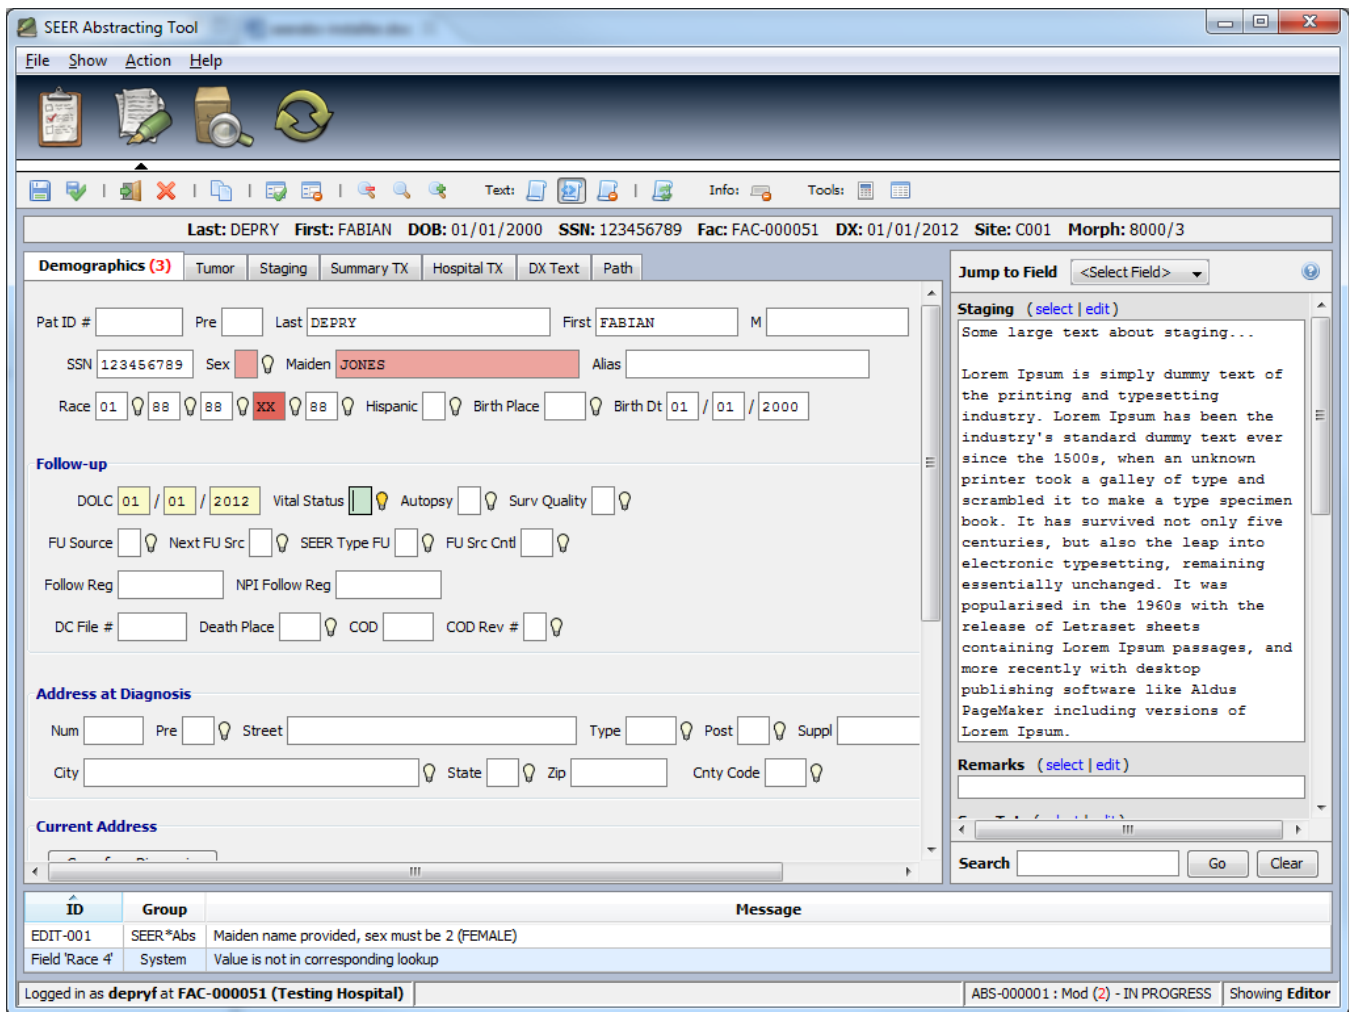 SEER Abstracting Tool
File Show Action Help
Text: Info: Tools:
Last: DEPRY First: FABIAN DOB: 01/01/2000 SSN: 123456789 Fac: FAC-000051 DX: 01/01/2012 Site: C001 Morph: 8000/3
Demographics (3) Tumor Staging Summary TX Hospital TX DX Text Path
Pat ID # Pre Last DEPRY First FABIAN M
SSN 123456789 Sex Maiden JONES Alias
Race 01 88 88 XX 88 Hispanic Birth Place Birth Dt 01 / 01 / 2000
Follow-up
DOLC 01 / 01 / 2012 Vital Status Autopsy Surv Quality
FU Source Next FU Src SEER Type FU FU Src Cntl
Follow Reg NPI Follow Reg
DC File # Death Place COD COD Rev #
Address at Diagnosis
Num Pre Street Type Post Suppl
City State Zip Cnty Code
Current Address
Jump to Field <Select Field>
Staging ( select | edit )
Some large text about staging...
Lorem Ipsum is simply dummy text of
the printing and typesetting
industry. Lorem Ipsum has been the
industry's standard dummy text ever
since the 1500s, when an unknown
printer took a galley of type and
scrambled it to make a type specimen
book. It has survived not only five
centuries, but also the leap into
electronic typesetting, remaining
essentially unchanged. It was
popularised in the 1960s with the
release of Letraset sheets
containing Lorem Ipsum passages, and
more recently with desktop
publishing software like Aldus
PageMaker including versions of
Lorem Ipsum.
Remarks ( select | edit )
Search Go Clear
ID Group Message
EDIT-001 SEER*Abs Maiden name provided, sex must be 2 (FEMALE)
Field 'Race 4' System Value is not in corresponding lookup
Logged in as depryf at FAC-000051 (Testing Hospital) ABS-000001 : Mod (2) - IN PROGRESS Showing Editor